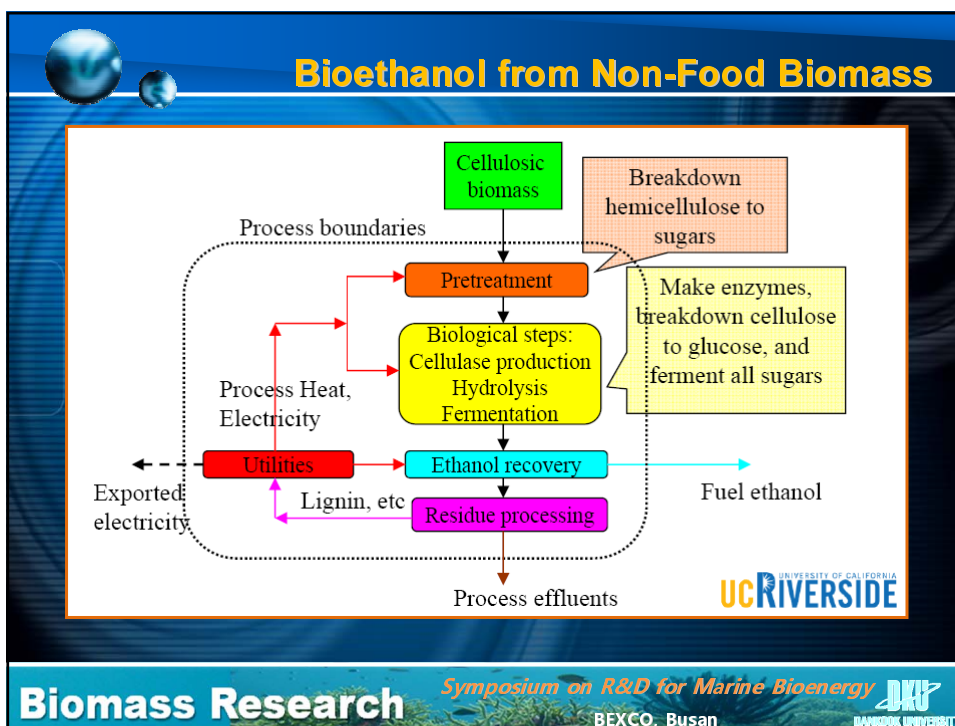 Bioethanol from Non-Food Biomass
Cellulosic
biomass
Breakdown
hemicellulose to
sugars
Process boundaries
Pretreatment
Make enzymes,
breakdown cellulose
to glucose, and
ferment all sugars
Biological steps:
Cellulase production
Hydrolysis
Fermentation
Process Heat,
Electricity
Utilities
Ethanol recovery
Exported
electricity
Lignin, etc
Fuel ethanol
Residue processing
Process effluents
UNIVERSITY OF CALIFORNIA
UCRIVERSIDE
Symposium on R&D for Marine Bioenergy
Biomass Research
BEXCO, Busan
DKU
DANKOOK UNIVERSIT